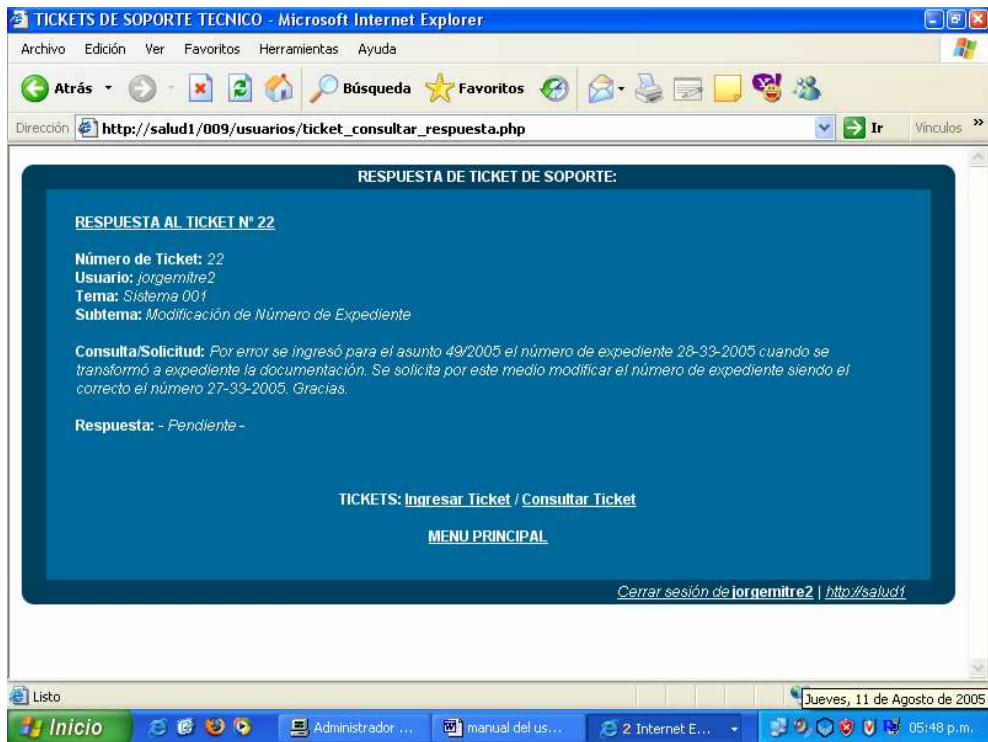 TICKETS DE SOPORTE TECNICO - Microsoft Internet Explorer
Archivo Edición Ver Favoritos Herramientas Ayuda
Atrás Búsqueda Favoritos
Dirección http://salud1/009/usuarios/ticket_consultar_respuesta.php Ir Vínculos »
RESPUESTA DE TICKET DE SOPORTE:
RESPUESTA AL TICKET Nº 22
Número de Ticket: 22
Usuario: jorgemitre2
Tema: Sistema 001
Subtema: Modificación de Número de Expediente
Consulta/Solicitud: Por error se ingresó para el asunto 49/2005 el número de expediente 28-33-2005 cuando se
transformó a expediente la documentación. Se solicita por este medio modificar el número de expediente siendo el
correcto el número 27-33-2005. Gracias.
Respuesta: - Pendiente -
TICKETS: Ingresar Ticket / Consultar Ticket
MENU PRINCIPAL
Cerrar sesión de jorgemitre2 | http://salud1
Listo
Jueves, 11 de Agosto de 2005
Inicio Administrador ... manual del us... 2 Internet E... 05:48 p.m.